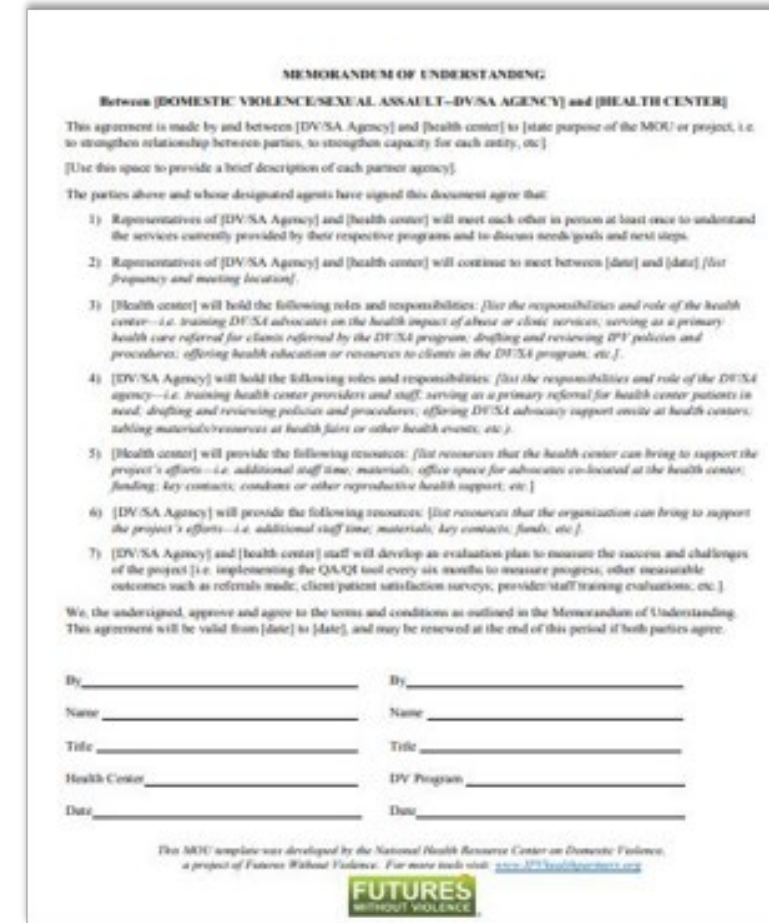 MEMORANDUM OF UNDERSTANDING
Between [DOMESTIC VIOLENCE/SEXUAL ASSAULT--DV/SA AGENCY] and [HEALTH CENTER]
This agreement is made by and between [DV/SA Agency] and [health center] to [state purpose of the MOU or project, i.e.
to strengthen relationship between parties, to strengthen capacity for each entity, etc].
[Use this space to provide a brief description of each partner agency].
The parties above and whose designated agents have signed this document agree that:
1) Representatives of [DV/SA Agency] and [health center] will meet each other in person at least once to understand
the services currently provided by their respective programs and to discuss needs/goals and next steps.
2) Representatives of [DV/SA Agency] and [health center] will continue to meet between [date] and [date] [list
frequency and meeting location].
3) [Health center] will hold the following roles and responsibilities: [list the responsibilities and role of the health
center—i.e. training DV/SA advocates on the health impact of abuse or clinic services; serving as a primary
health care referral for clients referred by the DV/SA program; drafting and reviewing IPV policies and
procedures; offering health education or resources to clients in the DV/SA program; etc.].
4) [DV/SA Agency] will hold the following roles and responsibilities: [list the responsibilities and role of the DV/SA
agency—i.e. training health center providers and staff; serving as a primary referral for health center patients in
need; drafting and reviewing policies and procedures; offering DV/SA advocacy support onsite at health centers;
tabling materials/resources at health fairs or other health events; etc.).
5) [Health center] will provide the following resources: [list resources that the health center can bring to support the
project's efforts—i.e. additional staff time; materials; office space for advocates co-located at the health center;
funding; key contacts; condoms or other reproductive health support; etc.]
6) [DV/SA Agency] will provide the following resources: [list resources that the organization can bring to support
the project's efforts—i.e. additional staff time; materials; key contacts; funds; etc.].
7) [DV/SA Agency] and [health center] staff will develop an evaluation plan to measure the success and challenges
of the project [i.e. implementing the QA/QI tool every six months to measure progress; other measurable
outcomes such as referrals made; client/patient satisfaction surveys; provider/staff training evaluations; etc.].
We, the undersigned, approve and agree to the terms and conditions as outlined in the Memorandum of Understanding.
This agreement will be valid from [date] to [date], and may be renewed at the end of this period if both parties agree.
By By
Name Name
Title Title
Health Center DV Program
Date Date
This MOU template was developed by the National Health Resource Center on Domestic Violence,
a project of Futures Without Violence. For more tools visit: www.IPVhealthpartners.org
FUTURES
WITHOUT VIOLENCE